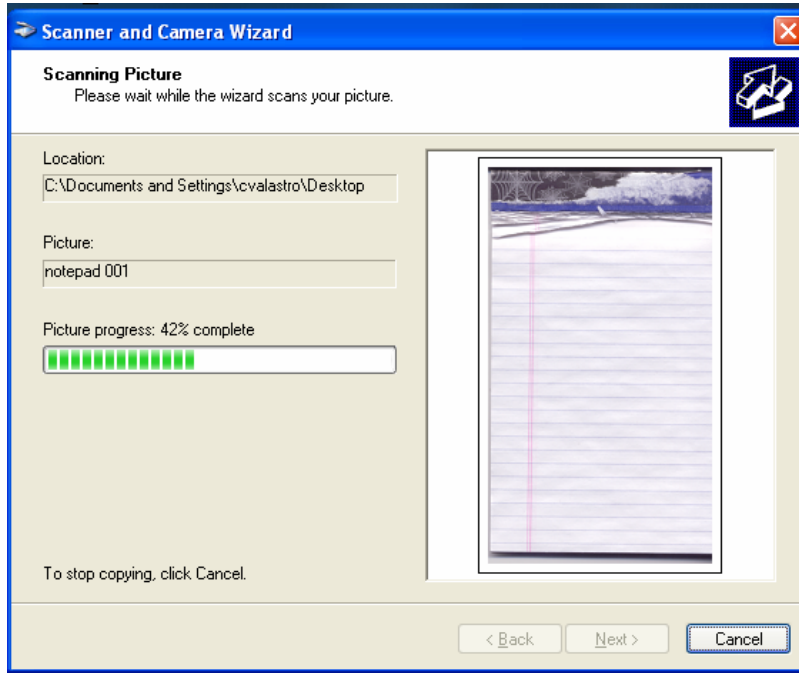 Scanner and Camera Wizard
Scanning Picture
Please wait while the wizard scans your picture.
Location:
C:\Documents and Settings\cvalastro\Desktop
Picture:
notepad 001
Picture progress: 42% complete
To stop copying, click Cancel.
< Back
Next >
Cancel